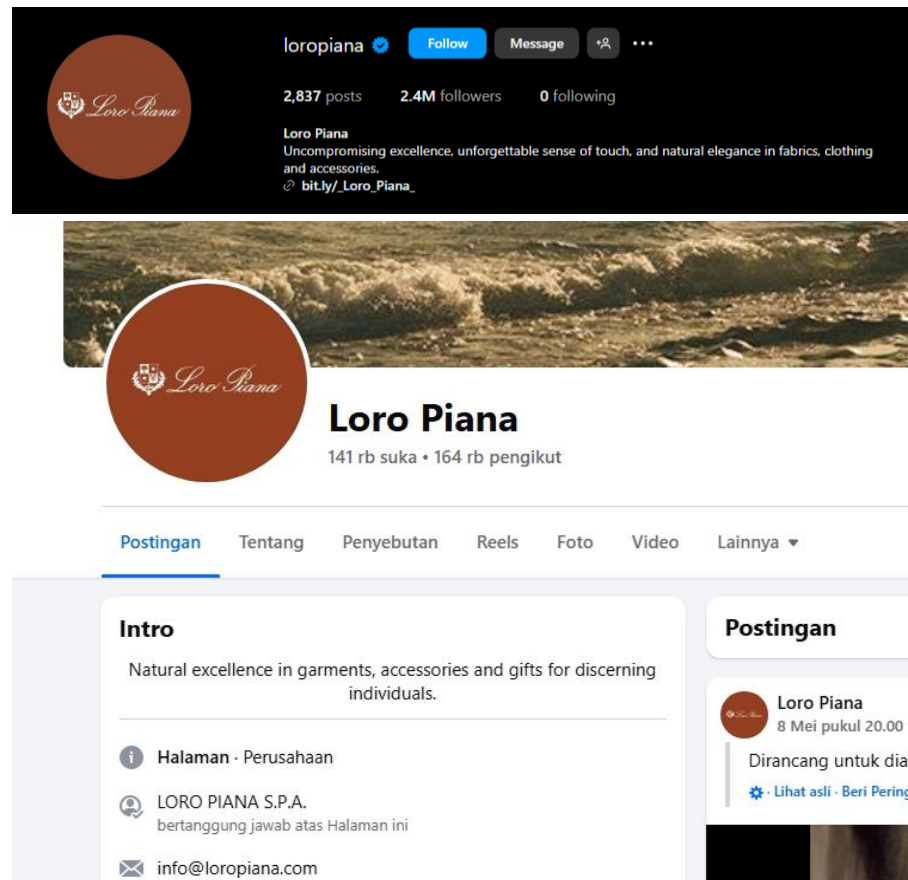 Loro Piana
loropiana Follow Message
2,837 posts 2.4M followers 0 following
Loro Piana
Uncompromising excellence, unforgettable sense of touch, and natural elegance in fabrics, clothing
and accessories.
bit.ly/_Loro_Piana_
Loro Piana
Loro Piana
141 rb suka • 164 rb pengikut
Postingan Tentang Penyebutan Reels Foto Video Lainnya
Intro
Natural excellence in garments, accessories and gifts for discerning
individuals.
Halaman · Perusahaan
LORO PIANA S.P.A.
bertanggung jawab atas Halaman ini
info@loropiana.com
Postingan
Loro Piana
8 Mei pukul 20.00
Dirancang untuk dia
· Lihat asli · Beri Pering